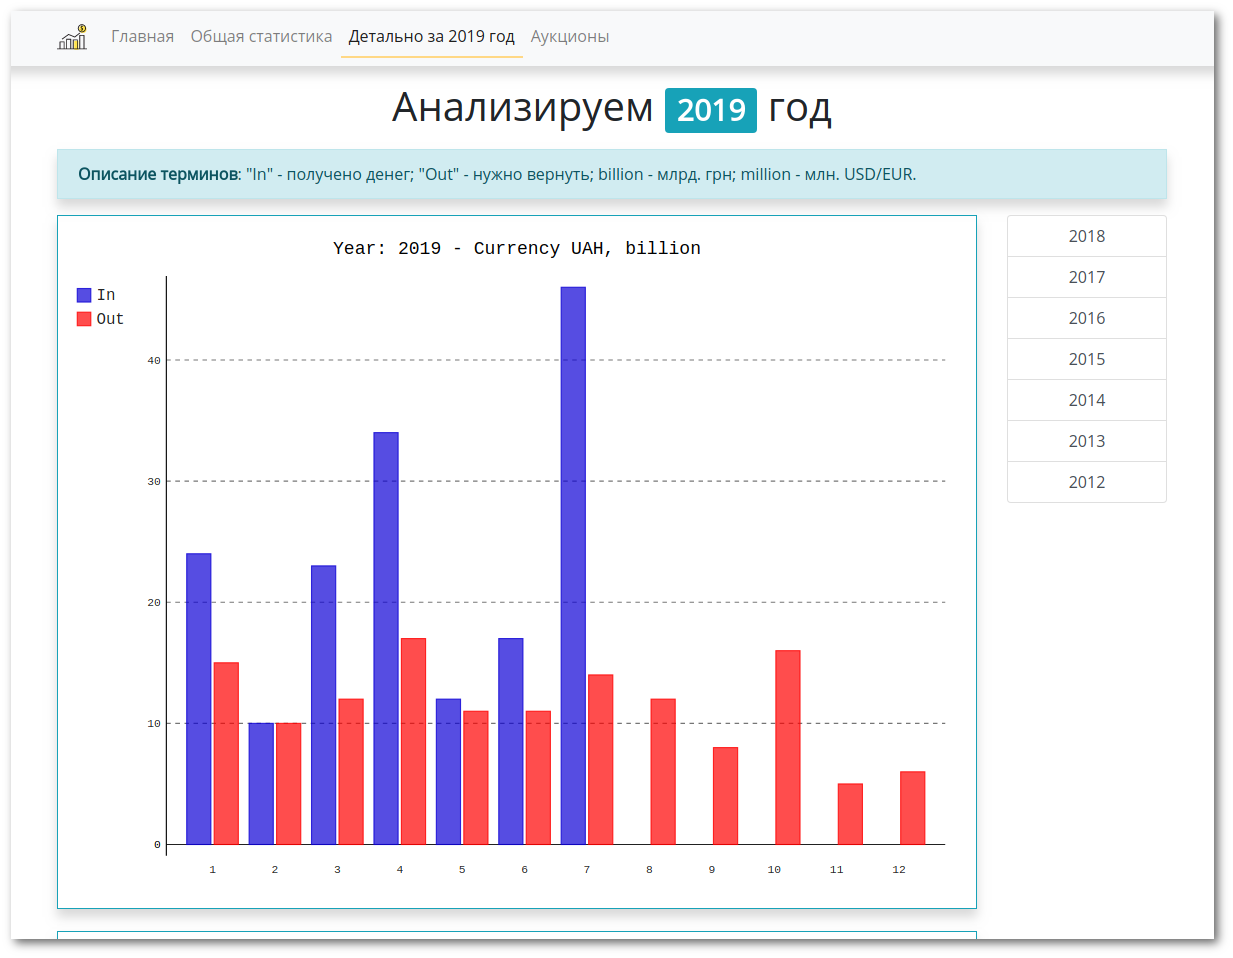 Главная Общая статистика Детально за 2019 год Аукционы
Анализируем 2019 год
Описание терминов: "In" - получено денег; "Out" - нужно вернуть; billion - млрд. грн; million - млн. USD/EUR.
Year: 2019 - Currency UAH, billion
In
Out
40
30
20
10
0
1 2 3 4 5 6 7 8 9 10 11 12
2018
2017
2016
2015
2014
2013
2012